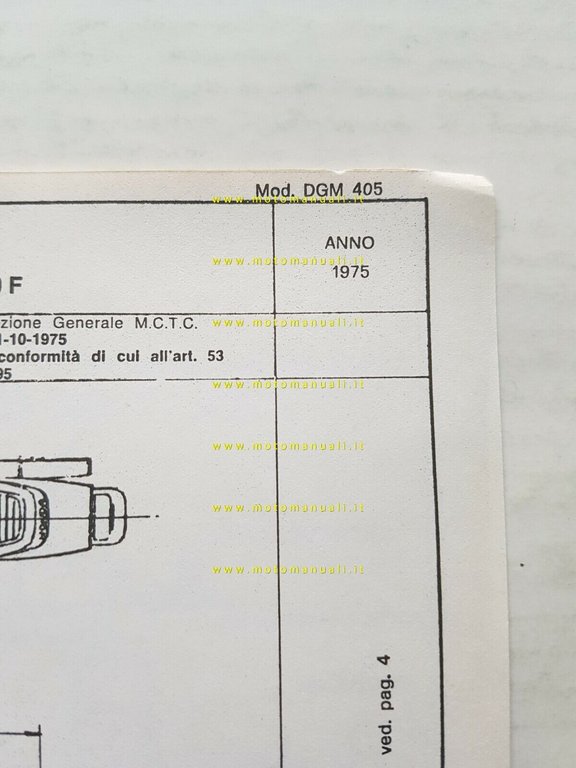 Mod. DGM 405
www.motomanuali.it
ANNO
www.motomanuali.it
1975
F
zione Generale M.C.T.C.
www.motomanuali.it
-10-1975
conformità di cui all'art. 53
95
www.motomanuali.it
www.motomanuali.it
www.motomanuali.it
www.motomanuali.it
ved. pag. 4